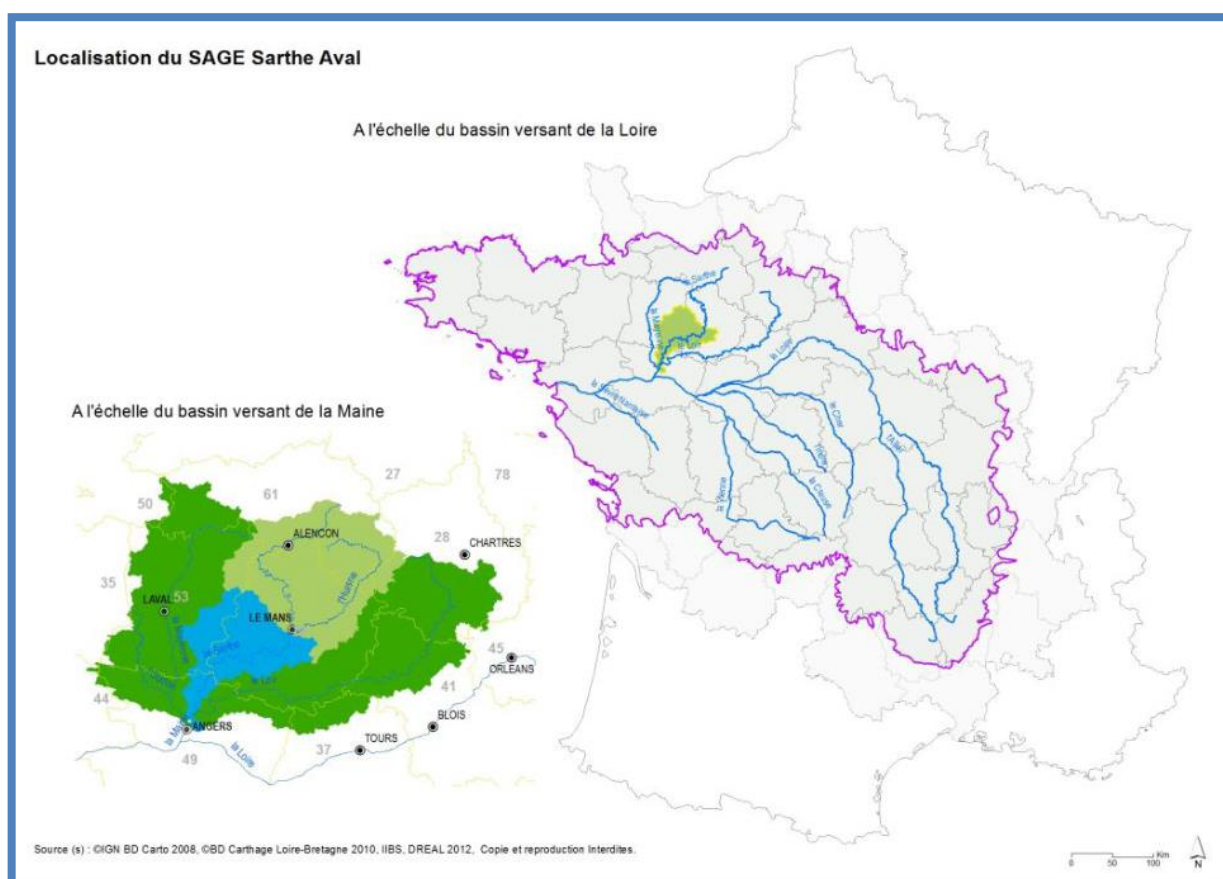 Localisation du SAGE Sarthe Aval
A l'échelle du bassin versant de la Loire
la Sarthe
la Loire
la Sèvre Nantaise
le Cher
l'Allier
l'Indre
la Creuse
la Vienne
A l'échelle du bassin versant de la Maine
27
78
61
50
ALENCON
28
CHARTRES
35
l'Huisne
LAVAL
53
LE MANS
la Sarthe
45
ORLEANS
le Loir
41
44
BLOIS
ANGERS
TOURS
37
la Loire
49
Source (s) : ©IGN BD Carto 2008, ©BD Carthage Loire-Bretagne 2010, IIBS, DREAL 2012, Copie et reproduction Interdites.
0 50 100 Km
N